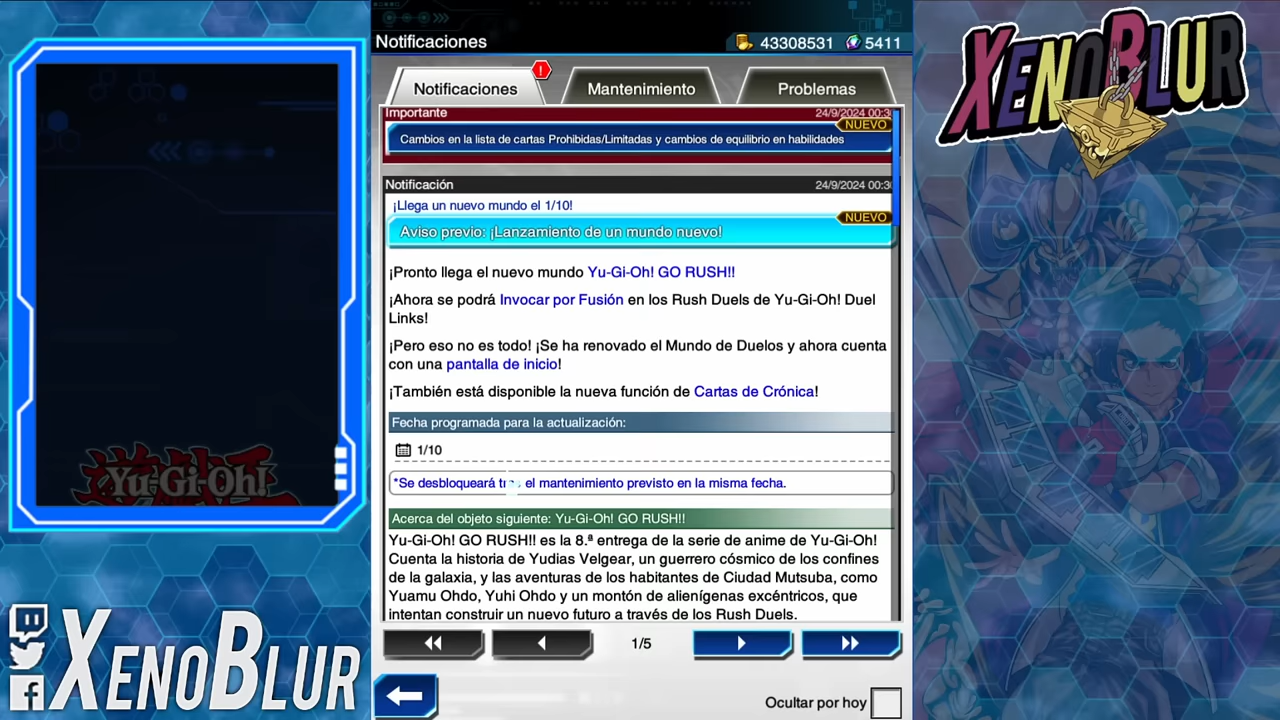 Notificaciones
43308531
5411
Notificaciones
!
Mantenimiento
Problemas
Importante
24/9/2024 00:3
NUEVO
Cambios en la lista de cartas Prohibidas/Limitadas y cambios de equilibrio en habilidades
Notificación
24/9/2024 00:3
¡Llega un nuevo mundo el 1/10!
NUEVO
Aviso previo: ¡Lanzamiento de un mundo nuevo!
¡Pronto llega el nuevo mundo Yu-Gi-Oh! GO RUSH!!
¡Ahora se podrá Invocar por Fusión en los Rush Duels de Yu-Gi-Oh! Duel
Links!
¡Pero eso no es todo! ¡Se ha renovado el Mundo de Duelos y ahora cuenta
con una pantalla de inicio!
¡También está disponible la nueva función de Cartas de Crónica!
Fecha programada para la actualización:
1/10
*Se desbloqueará el mantenimiento previsto en la misma fecha.
Acerca del objeto siguiente: Yu-Gi-Oh! GO RUSH!!
Yu-Gi-Oh! GO RUSH!! es la 8.ª entrega de la serie de anime de Yu-Gi-Oh!
Cuenta la historia de Yudias Velgear, un guerrero cósmico de los confines
de la galaxia, y las aventuras de los habitantes de Ciudad Mutsuba, como
Yuamu Ohdo, Yuhi Ohdo y un montón de alienígenas excéntricos, que
intentan construir un nuevo futuro a través de los Rush Duels.
1/5
Ocultar por hoy
XENOBLUR
Yu-Gi-Oh!
XENOBLUR